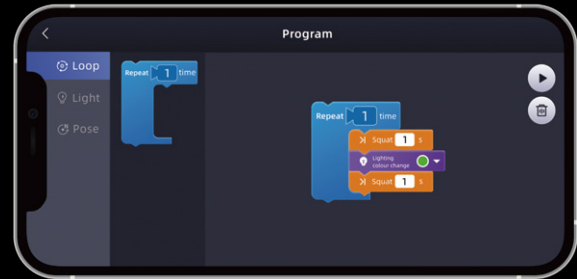 Program
Loop
Light
Pose
Repeat 1 time
Repeat 1 time
Squat 1 s
Lighting
colour change
Squat 1 s